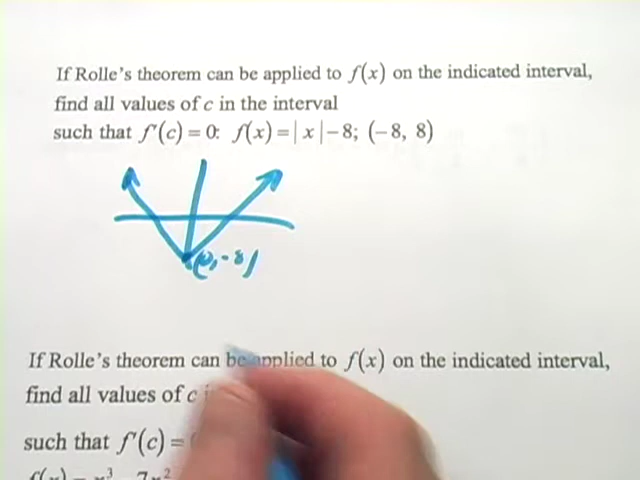 If Rolle's theorem can be applied to f(x) on the indicated interval,
find all values of c in the interval
such that f'(c) = 0: f(x) = | x | − 8; (−8, 8)
(0, -8)
If Rolle's theorem can be applied to f(x) on the indicated interval,
find all values of c
such that f'(c) =